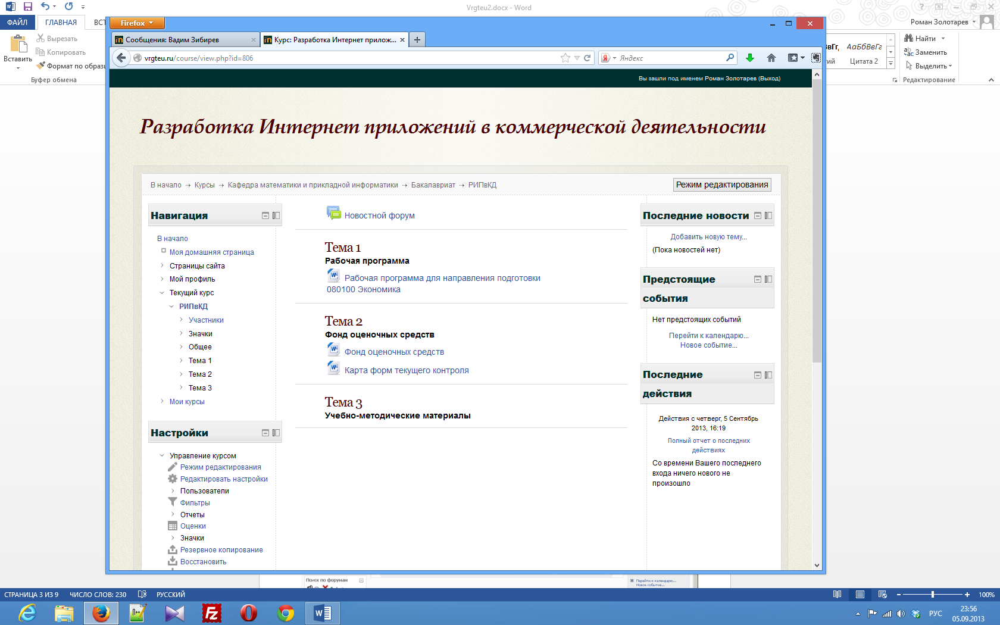 Vrgteu2.docx - Word
ФАЙЛ
ГЛАВНАЯ
Роман Золотарев
Вставить
Вырезать
Копировать
Буфер обмена
АаБбВвГг
Цитата 2
Найти
Заменить
Выделить
Редактирование
Firefox
Сообщения: Вадим Зибирев
Курс: Разработка Интернет прилож...
vrgteu.ru/course/view.php?id=806
Яндекс
Вы зашли под именем Роман Золотарев (Выход)
Разработка Интернет приложений в коммерческой деятельности
В начало → Курсы → Кафедра математики и прикладной информатики → Бакалавриат → РИПвКД
Режим редактирования
Навигация
В начало
Моя домашняя страница
Страницы сайта
Мой профиль
Текущий курс
РИПвКД
Участники
Значки
Общее
Тема 1
Тема 2
Тема 3
Мои курсы
Настройки
Управление курсом
Режим редактирования
Редактировать настройки
Пользователи
Фильтры
Отчеты
Оценки
Значки
Резервное копирование
Восстановить
Новостной форум
Тема 1
Рабочая программа
Рабочая программа для направления подготовки
080100 Экономика
Тема 2
Фонд оценочных средств
Фонд оценочных средств
Карта форм текущего контроля
Тема 3
Учебно-методические материалы
Последние новости
Добавить новую тему...
(Пока новостей нет)
Предстоящие
события
Нет предстоящих событий
Перейти к календарю...
Новое событие...
Последние
действия
Действия с четверг, 5 Сентябрь
2013, 16:19
Полный отчет о последних
действиях
Со времени Вашего последнего
входа ничего нового не
произошло
Поиск по форумам
Перейти к календарю...
Новое событие...
СТРАНИЦА 3 ИЗ 9
ЧИСЛО СЛОВ: 230
РУССКИЙ
100%
РУС
23:56
05.09.2013